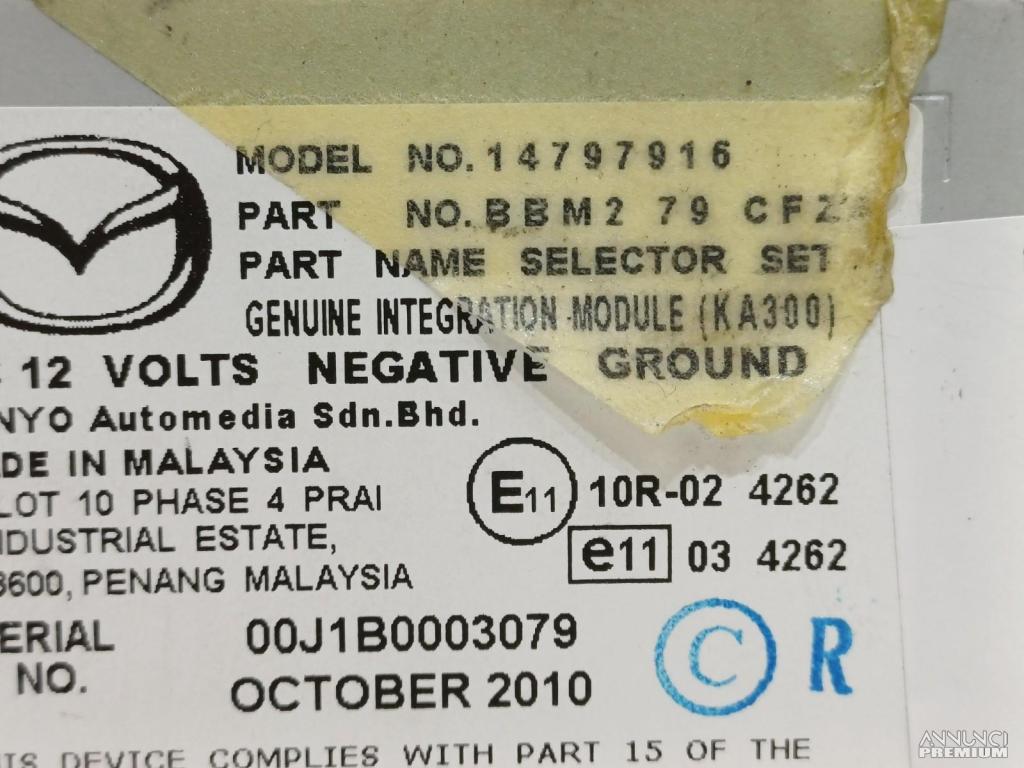 MODEL NO. 14797916
PART NO. BBM2 79 CFZ
PART NAME SELECTOR SET
GENUINE INTEGRATION MODULE (KA300)
12 VOLTS NEGATIVE GROUND
NYO Automedia Sdn.Bhd.
DE IN MALAYSIA
LOT 10 PHASE 4 PRAI
E11 10R-02 4262
NDUSTRIAL ESTATE,
e11 03 4262
3600, PENANG MALAYSIA
ERIAL 00J1B0003079
NO. OCTOBER 2010
C R
IS DEVICE COMPLIES WITH PART 15 OF THE
ANNUNCI
PREMIUM